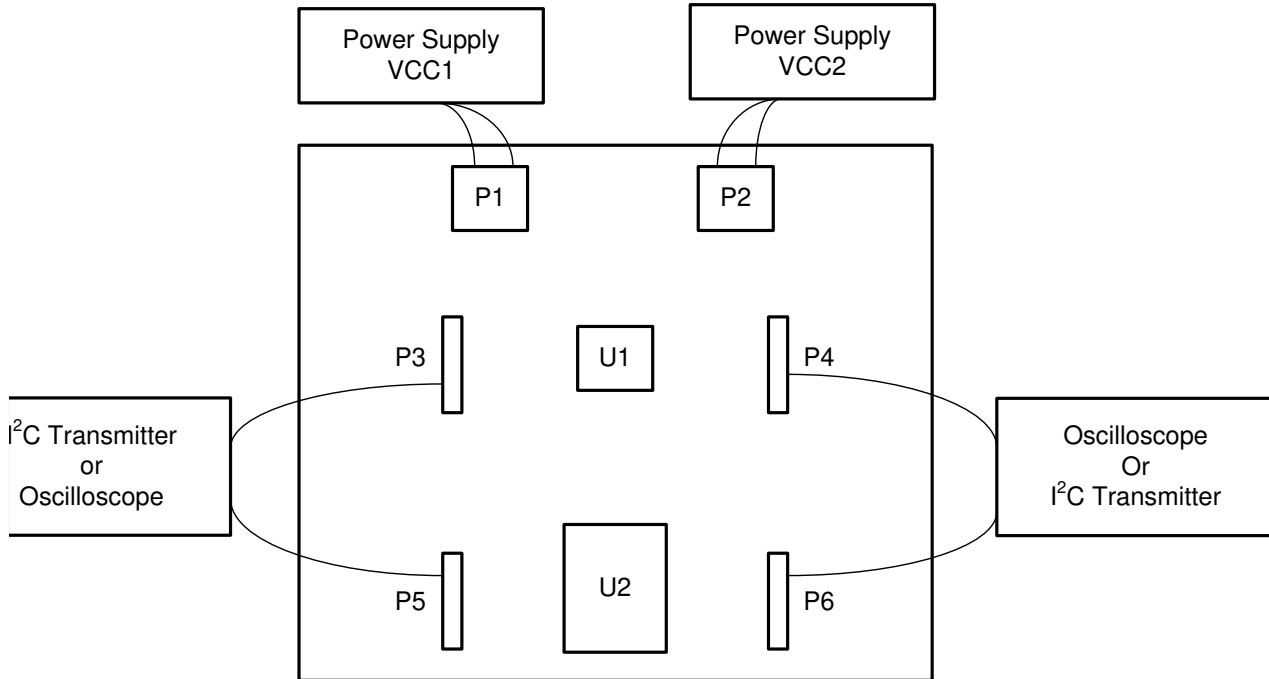 Power Supply
VCC1
Power Supply
VCC2
P1
P2
P3
U1
P4
I²C Transmitter
or
Oscilloscope
Oscilloscope
Or
I²C Transmitter
P5
U2
P6